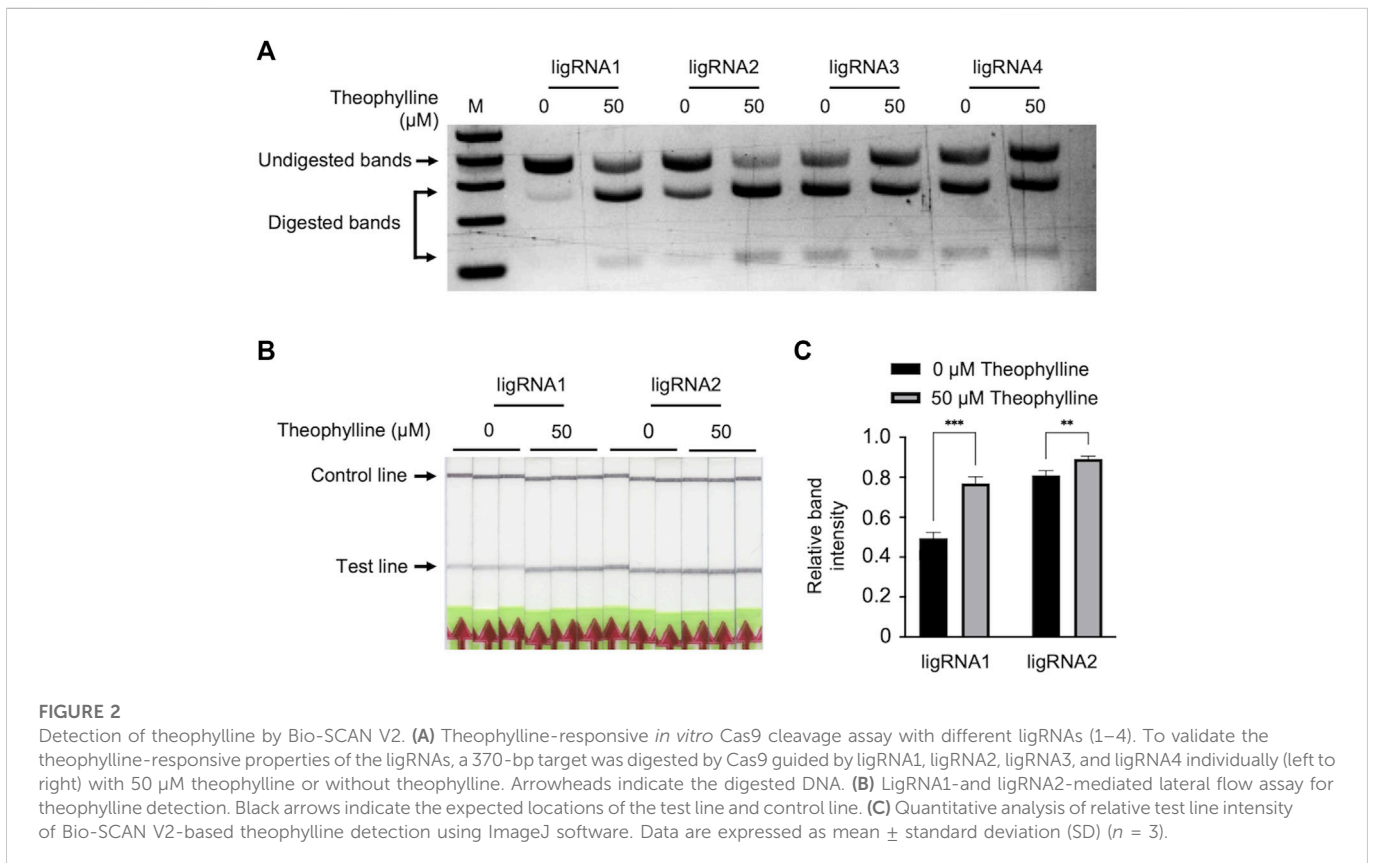 A
ligRNA1 ligRNA2 ligRNA3 ligRNA4
Theophylline (µM) M 0 50 0 50 0 50 0 50
Undigested bands
Digested bands
B
ligRNA1 ligRNA2
Theophylline (µM) 0 50 0 50
Control line
Test line
C
0 µM Theophylline
50 µM Theophylline
*** **
Relative band intensity
1.0
0.8
0.6
0.4
0.2
0
ligRNA1 ligRNA2
FIGURE 2
Detection of theophylline by Bio-SCAN V2. (A) Theophylline-responsive in vitro Cas9 cleavage assay with different ligRNAs (1–4). To validate the
theophylline-responsive properties of the ligRNAs, a 370-bp target was digested by Cas9 guided by ligRNA1, ligRNA2, ligRNA3, and ligRNA4 individually (left to
right) with 50 µM theophylline or without theophylline. Arrowheads indicate the digested DNA. (B) LigRNA1-and ligRNA2-mediated lateral flow assay for
theophylline detection. Black arrows indicate the expected locations of the test line and control line. (C) Quantitative analysis of relative test line intensity
of Bio-SCAN V2-based theophylline detection using ImageJ software. Data are expressed as mean ± standard deviation (SD) (n = 3).